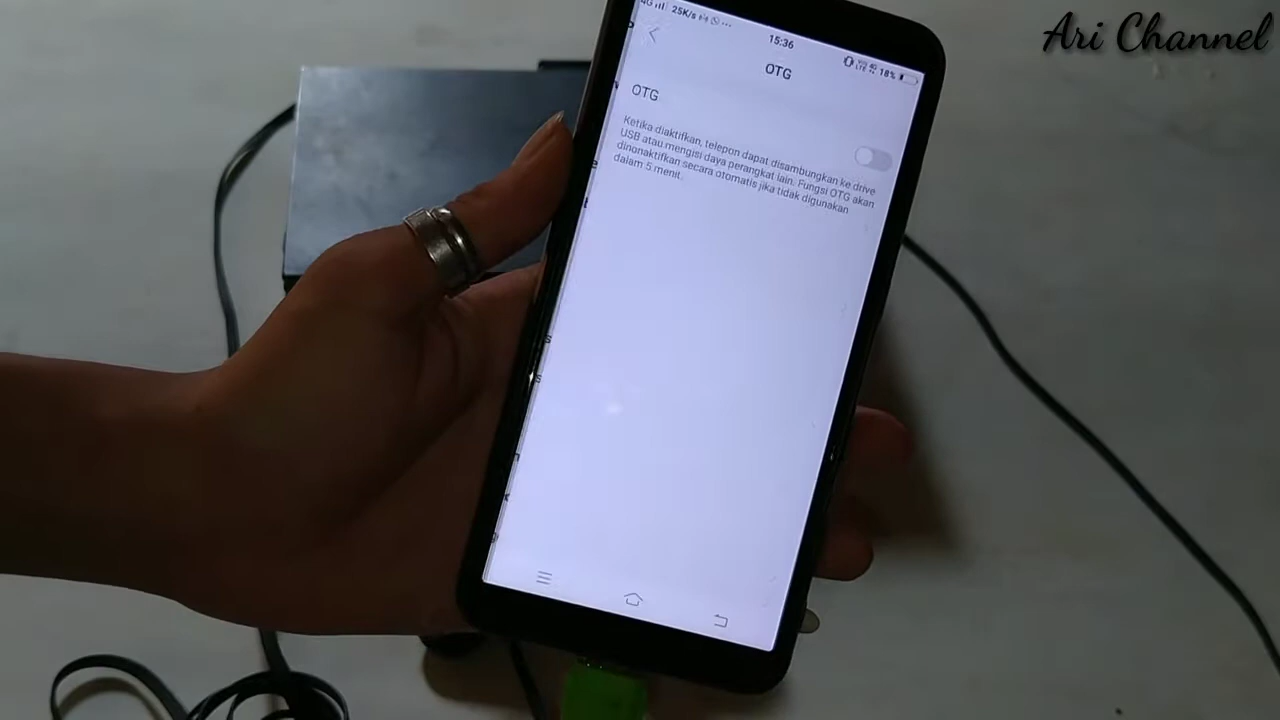 Ari Channel
4G 25K/s ...
15:36
18%
OTG
OTG
Ketika diaktifkan, telepon dapat disambungkan ke drive
USB atau mengisi daya perangkat lain. Fungsi OTG akan
dinonaktifkan secara otomatis jika tidak digunakan
dalam 5 menit.